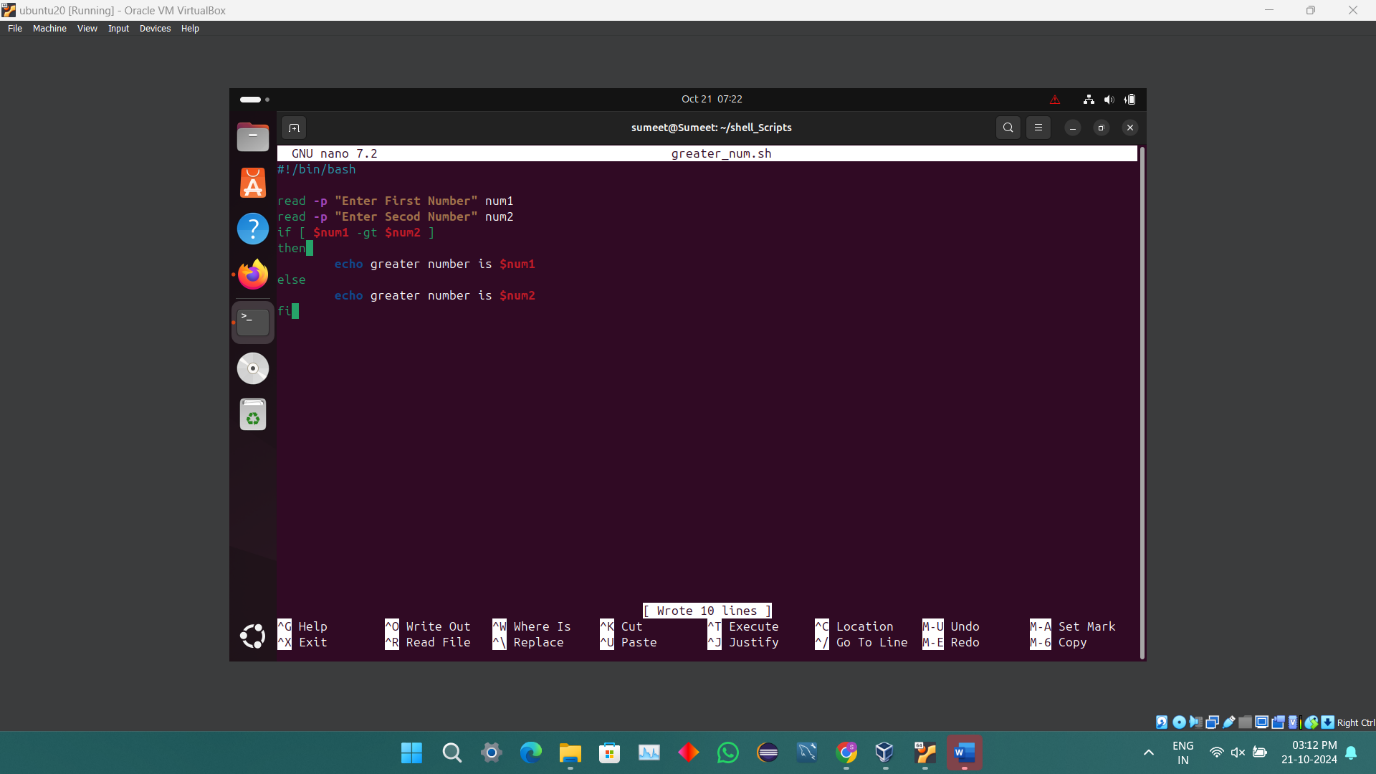 ubuntu20 [Running] - Oracle VM VirtualBox
File Machine View Input Devices Help
Oct 21 07:22
sumeet@Sumeet: ~/shell_Scripts
GNU nano 7.2 greater_num.sh
#!/bin/bash
read -p "Enter First Number" num1
read -p "Enter Secod Number" num2
if [ $num1 -gt $num2 ]
then
echo greater number is $num1
else
echo greater number is $num2
fi
[ Wrote 10 lines ]
^G Help ^O Write Out ^W Where Is ^K Cut ^T Execute ^C Location M-U Undo M-A Set Mark
^X Exit ^R Read File ^\ Replace ^U Paste ^J Justify ^/ Go To Line M-E Redo M-6 Copy
Right Ctrl
ENG
IN
03:12 PM
21-10-2024